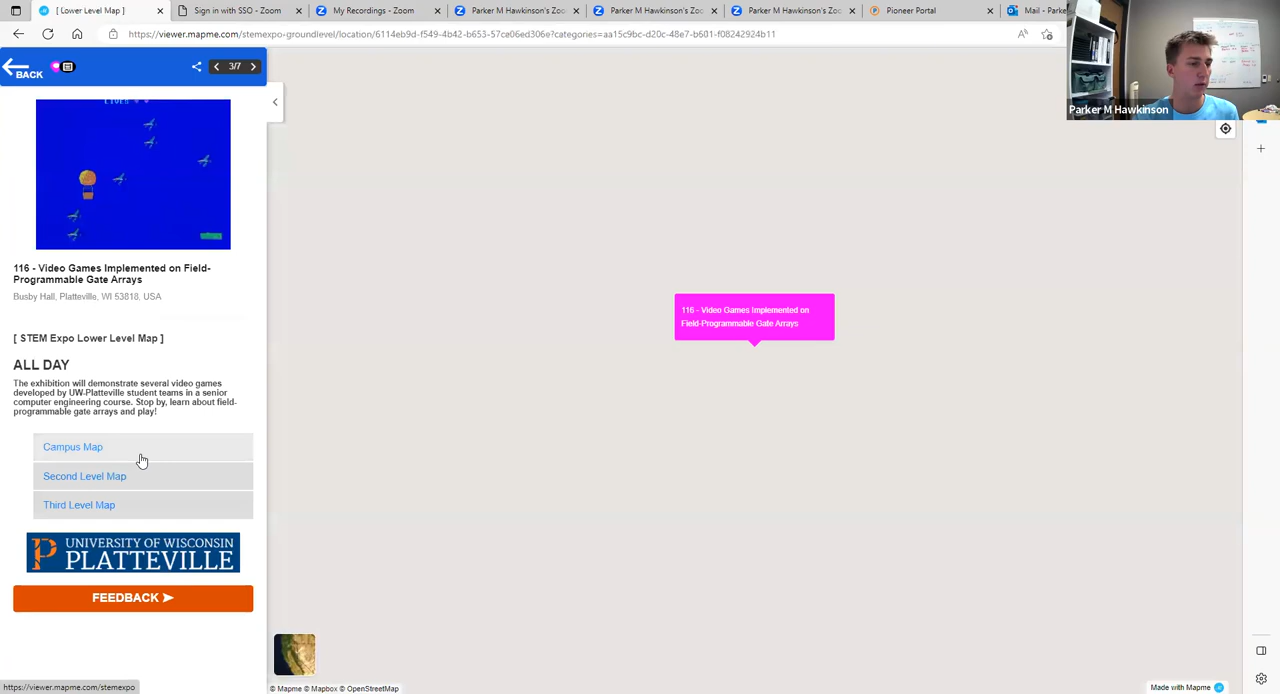 [ Lower Level Map ]
Sign in with SSO - Zoom
My Recordings - Zoom
Parker M Hawkinson's Zoo
Parker M Hawkinson's Zoo
Parker M Hawkinson's Zoo
Pioneer Portal
Mail - Parke
https://viewer.mapme.com/stemexpo-groundlevel/location/6114eb9d-f549-4b42-b653-57ce06ed306e?categories=aa15c9bc-d20c-48e7-b601-f08242924b11
BACK
3/7
Parker M Hawkinson
LIVES
116 - Video Games Implemented on Field-
Programmable Gate Arrays
Busby Hall, Platteville, WI 53818, USA
116 - Video Games Implemented on
Field-Programmable Gate Arrays
[ STEM Expo Lower Level Map ]
ALL DAY
The exhibition will demonstrate several video games
developed by UW-Platteville student teams in a senior
computer engineering course. Stop by, learn about field-
programmable gate arrays and play!
Campus Map
Second Level Map
Third Level Map
UNIVERSITY OF WISCONSIN
PLATTEVILLE
FEEDBACK
https://viewer.mapme.com/stemexpo
© Mapme © Mapbox © OpenStreetMap
Made with Mapme